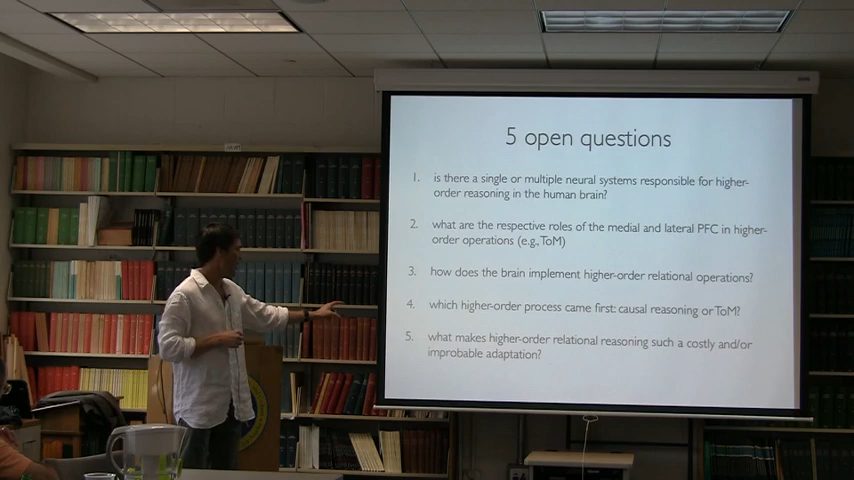 5 open questions
1. is there a single or multiple neural systems responsible for higher-
order reasoning in the human brain?
2. what are the respective roles of the medial and lateral PFC in higher-
order operations (e.g., ToM)
3. how does the brain implement higher-order relational operations?
4. which higher-order process came first: causal reasoning or ToM?
5. what makes higher-order relational reasoning such a costly and/or
improbable adaptation?